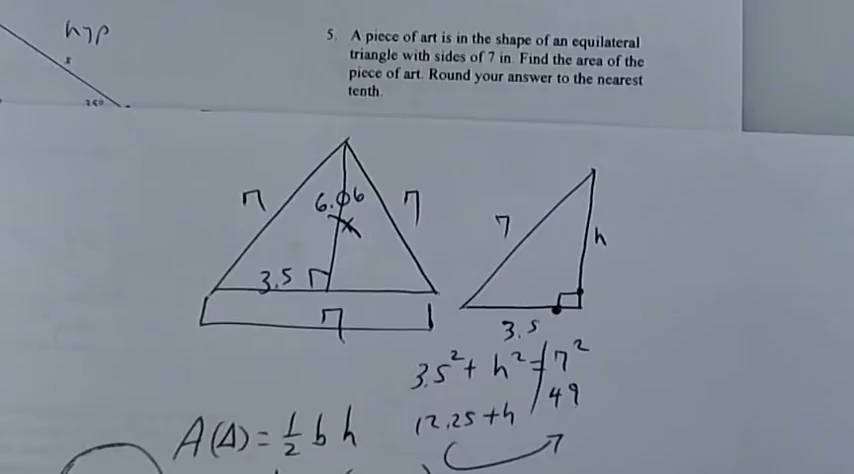 hyp
x
25°
5. A piece of art is in the shape of an equilateral
triangle with sides of 7 in. Find the area of the
piece of art. Round your answer to the nearest
tenth.
7
6.06
7
3.5
7
7
h
3.5
3.5² + h² = 7²
12.25 + h
49
A(Δ) = ½ b h